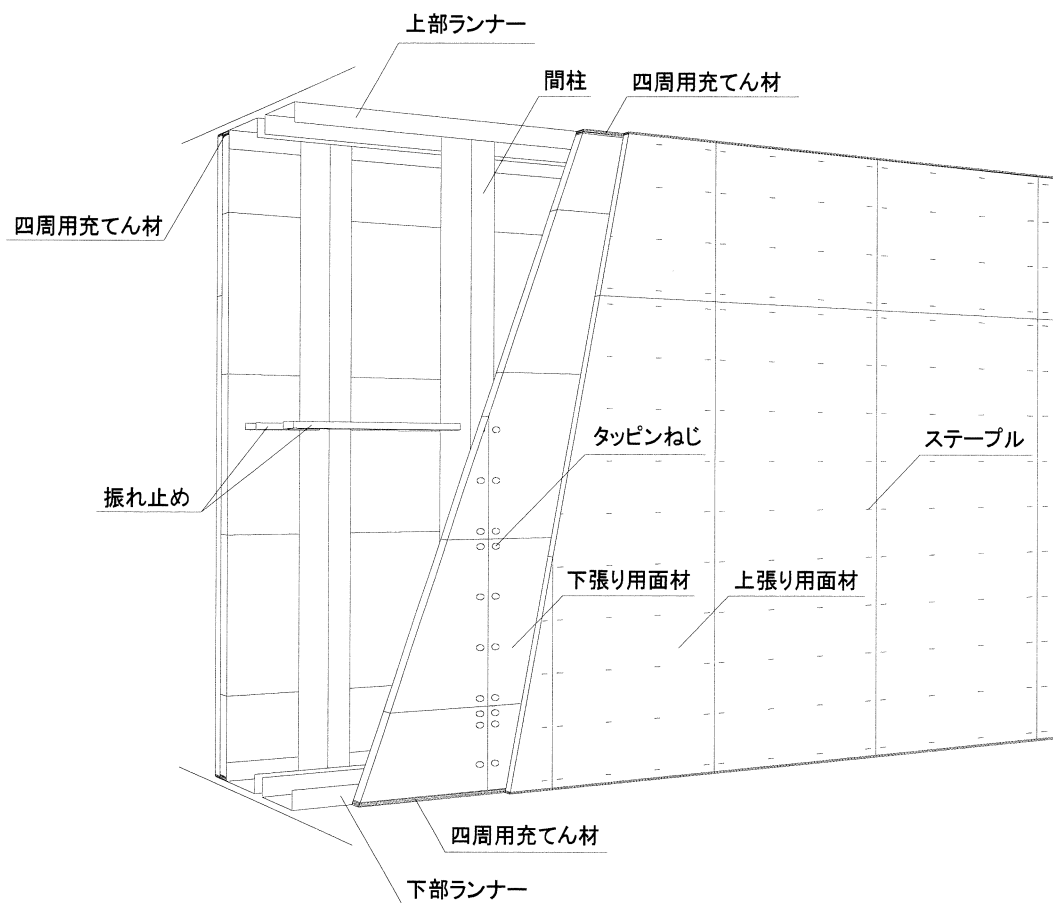 上部ランナー
間柱
四周用充てん材
四周用充てん材
タッピンねじ
ステープル
振れ止め
下張り用面材
上張り用面材
四周用充てん材
下部ランナー